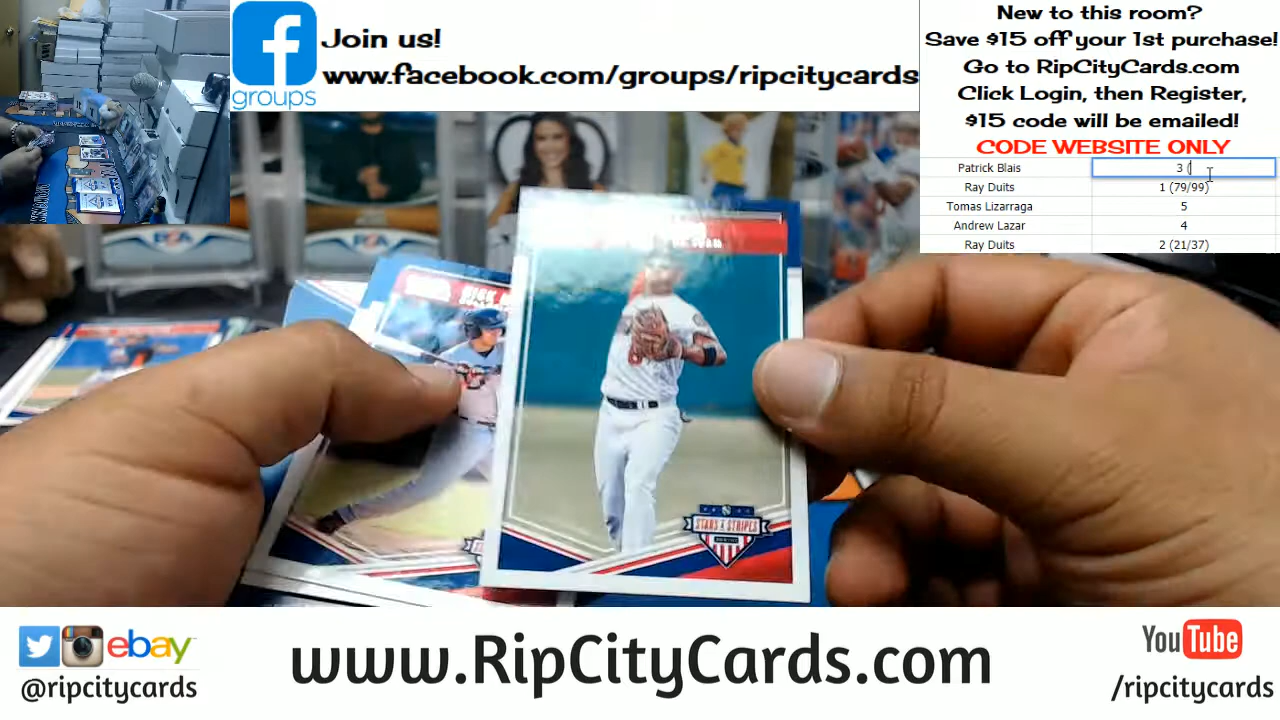 Join us!
www.facebook.com/groups/ripcitycards
groups
New to this room?
Save $15 off your 1st purchase!
Go to RipCityCards.com
Click Login, then Register,
$15 code will be emailed!
CODE WEBSITE ONLY
Patrick Blais 3 (
Ray Duits 1 (79/99)
Tomas Lizarraga 5
Andrew Lazar 4
Ray Duits 2 (21/37)
STARS & STRIPES
ebay
@ripcitycards
www.RipCityCards.com
YouTube
/ripcitycards